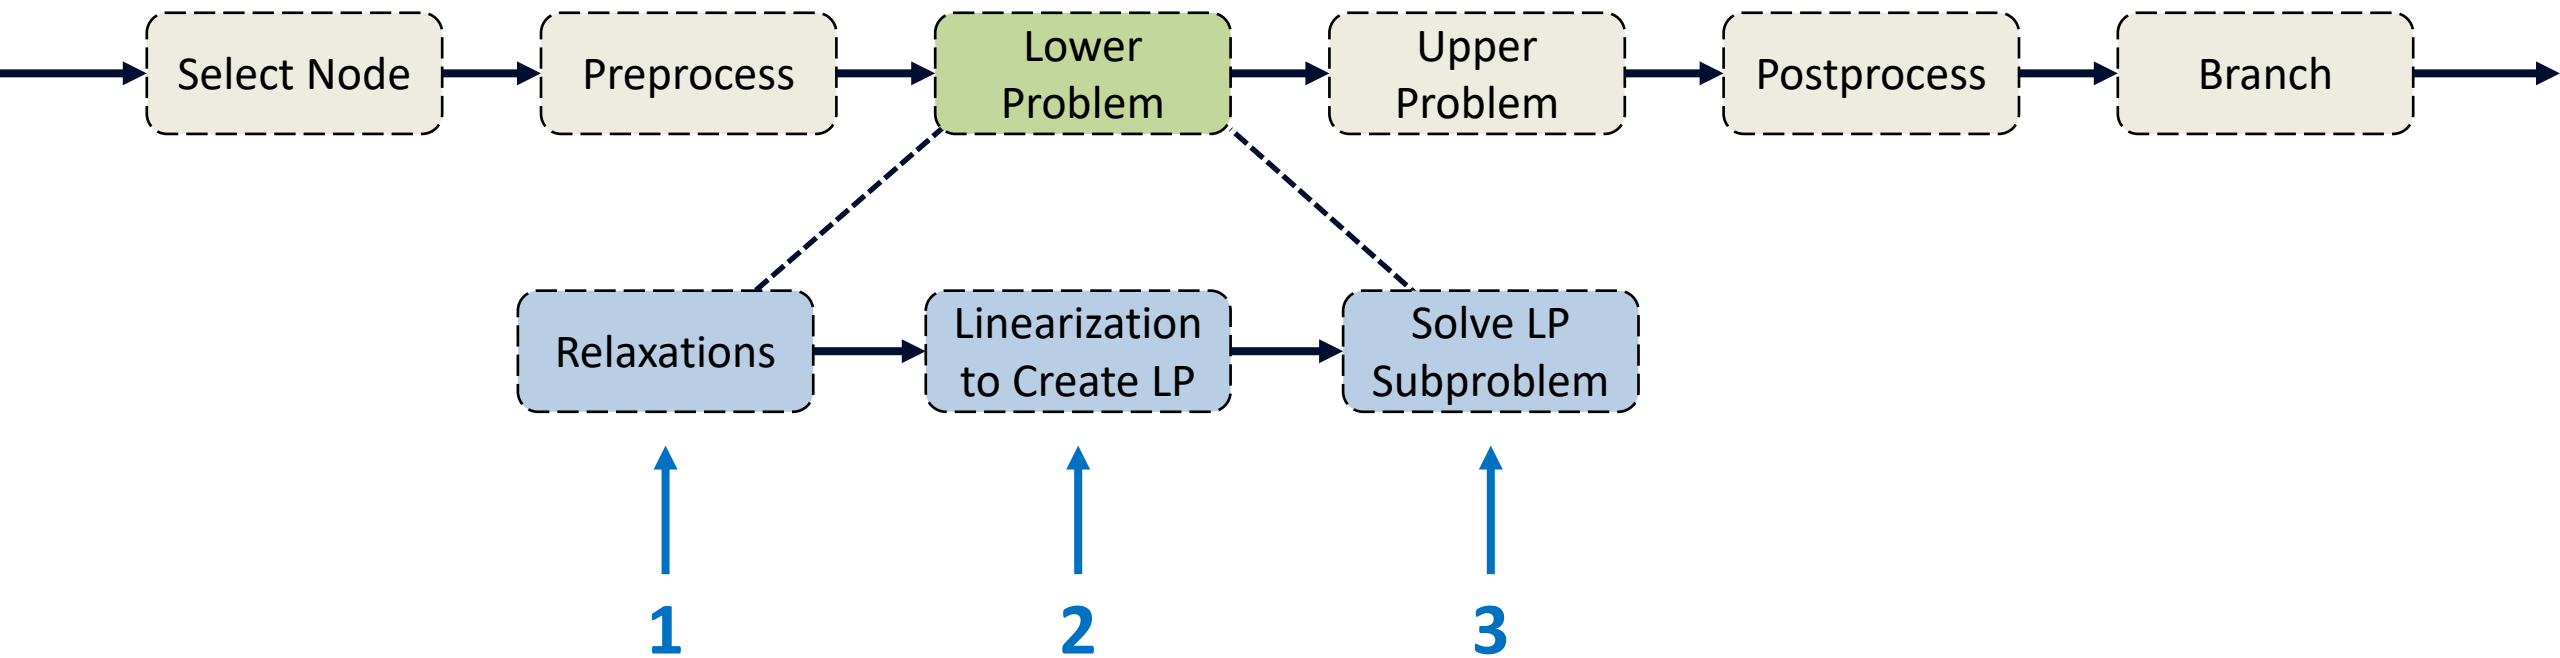 Select Node
Preprocess
Lower
Problem
Upper
Problem
Postprocess
Branch
Relaxations
Linearization
to Create LP
Solve LP
Subproblem
1
2
3